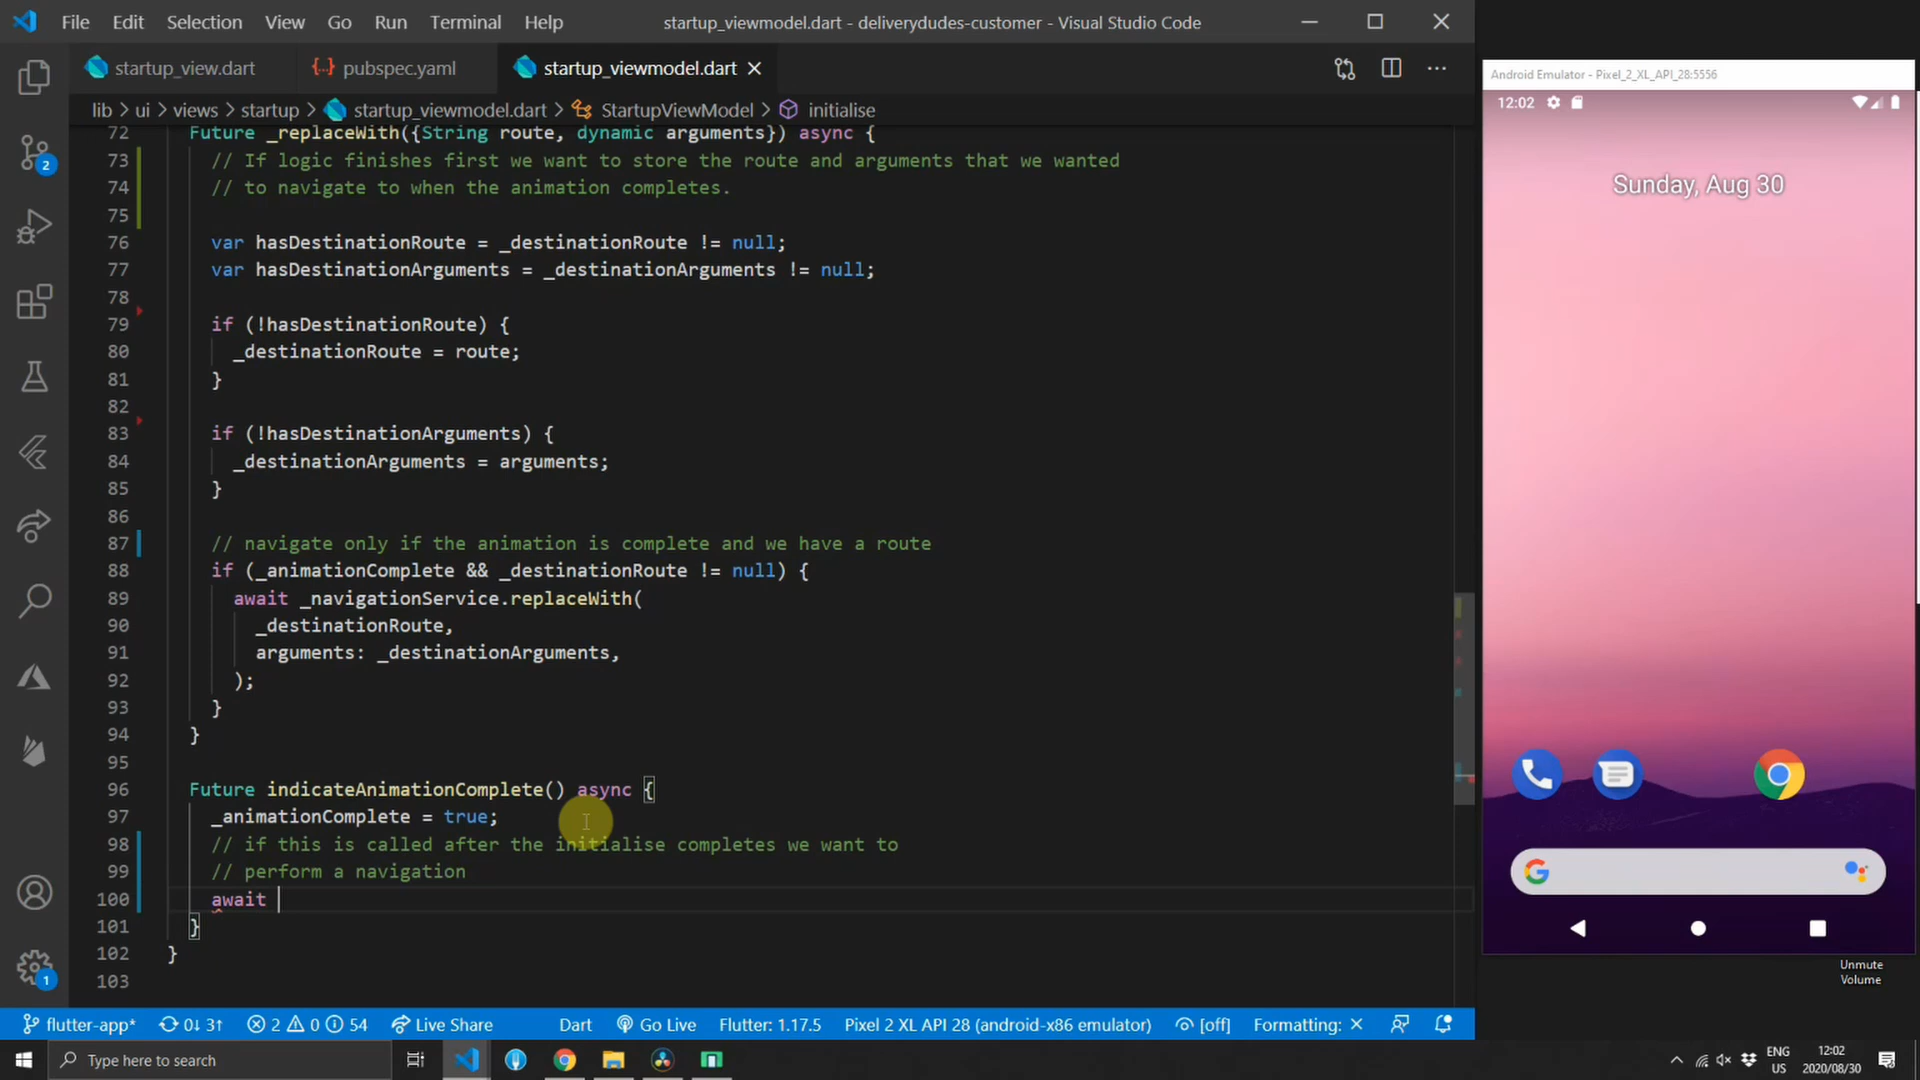 File Edit Selection View Go Run Terminal Help
startup_viewmodel.dart - deliverydudes-customer - Visual Studio Code
startup_view.dart pubspec.yaml startup_viewmodel.dart
lib > ui > views > startup > startup_viewmodel.dart > StartupViewModel > initialise
72 Future _replaceWith({String route, dynamic arguments}) async {
73 // If logic finishes first we want to store the route and arguments that we wanted
74 // to navigate to when the animation completes.
75
76 var hasDestinationRoute = _destinationRoute != null;
77 var hasDestinationArguments = _destinationArguments != null;
78
79 if (!hasDestinationRoute) {
80 _destinationRoute = route;
81 }
82
83 if (!hasDestinationArguments) {
84 _destinationArguments = arguments;
85 }
86
87 // navigate only if the animation is complete and we have a route
88 if (_animationComplete && _destinationRoute != null) {
89 await _navigationService.replaceWith(
90 _destinationRoute,
91 arguments: _destinationArguments,
92 );
93 }
94 }
95
96 Future indicateAnimationComplete() async {
97 _animationComplete = true;
98 // if this is called after the initialise completes we want to
99 // perform a navigation
100 await
101 }
102 }
103
2
1
flutter-app* 0↓ 3↑ 2 0 54 Live Share Dart Go Live Flutter: 1.17.5 Pixel 2 XL API 28 (android-x86 emulator) [off] Formatting: ×
Android Emulator - Pixel_2_XL_API_28:5556
12:02
Sunday, Aug 30
Unmute
Volume
Type here to search
ENG
US
12:02
2020/08/30